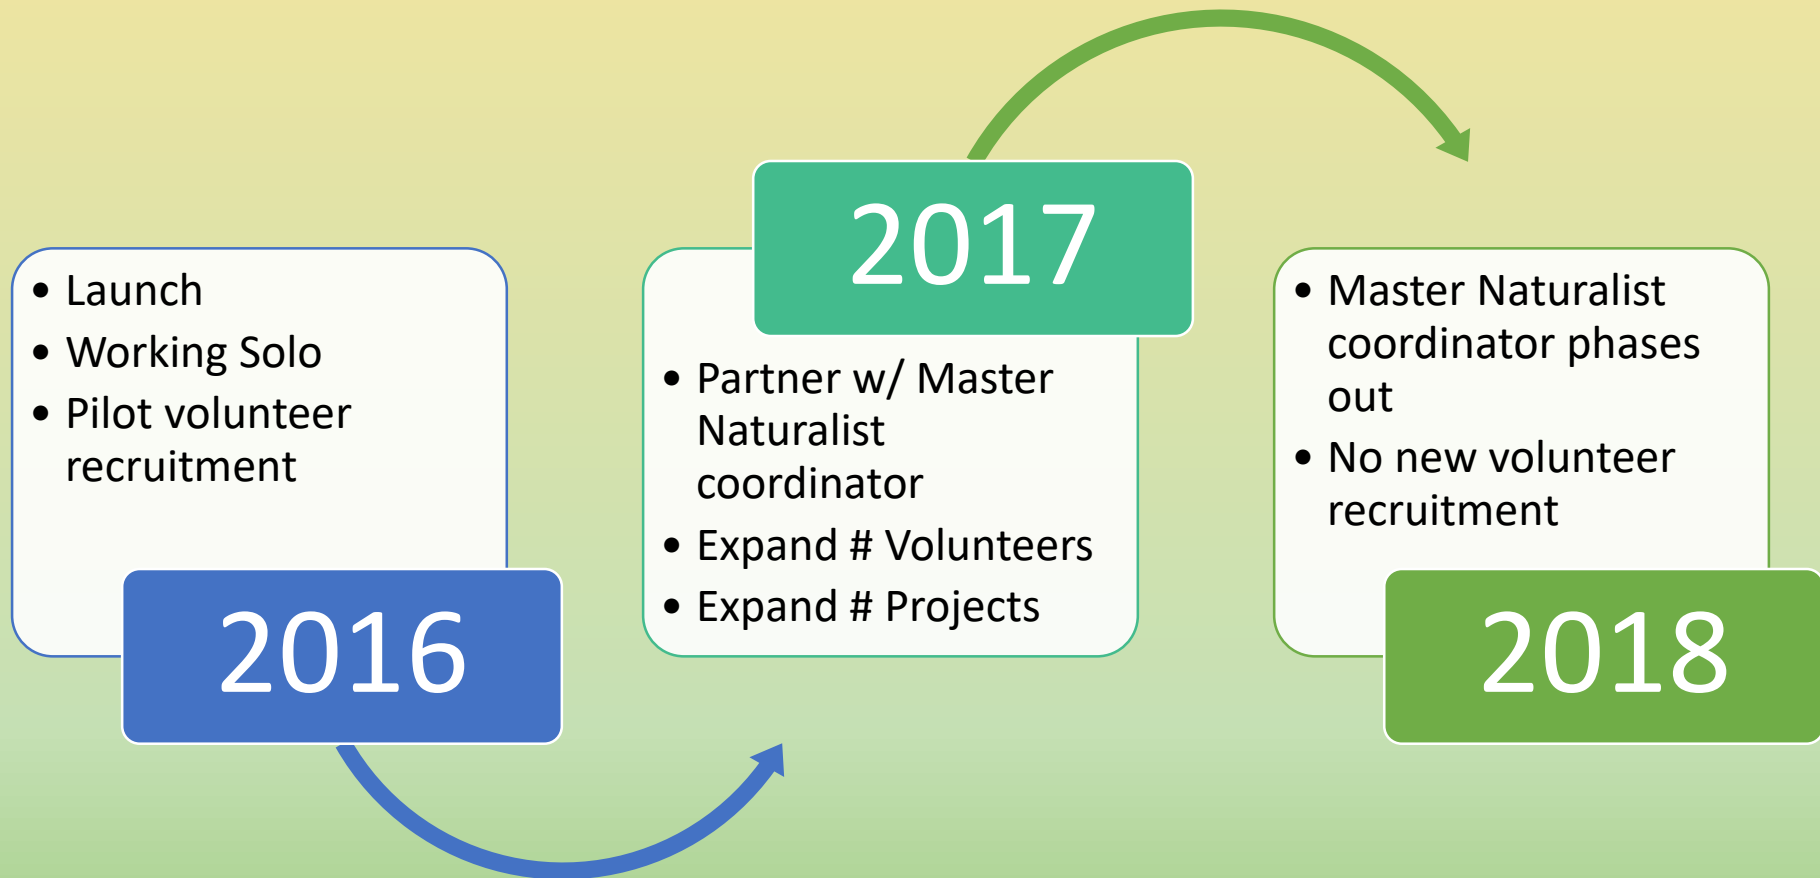 • Launch
• Working Solo
• Pilot volunteer
recruitment
2016
2017
• Partner w/ Master
Naturalist
coordinator
• Expand # Volunteers
• Expand # Projects
• Master Naturalist
coordinator phases
out
• No new volunteer
recruitment
2018